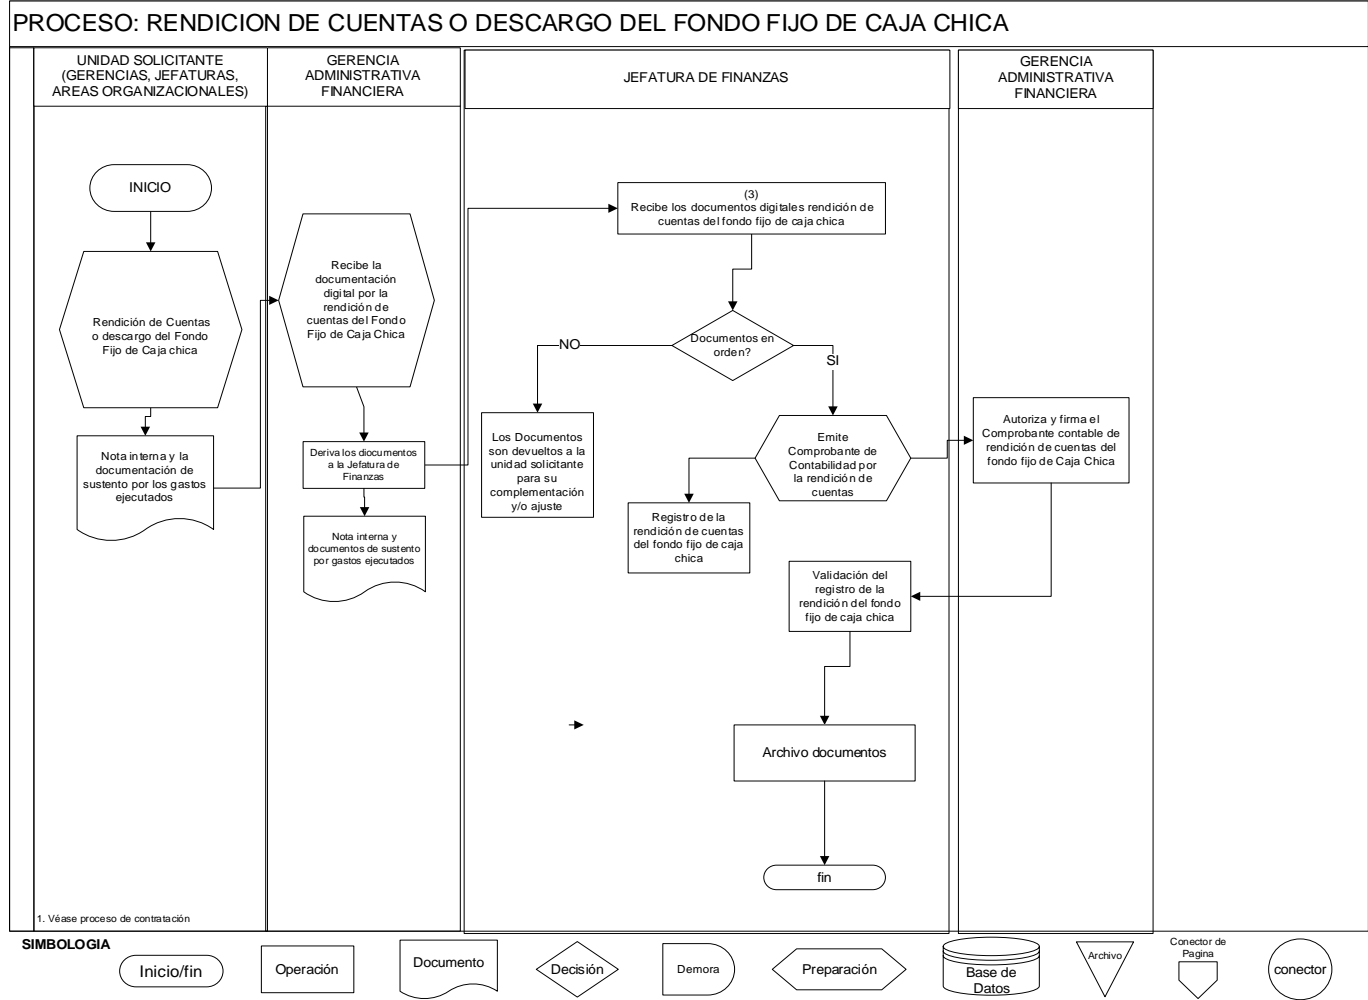 PROCESO: RENDICION DE CUENTAS O DESCARGO DEL FONDO FIJO DE CAJA CHICA
UNIDAD SOLICITANTE
(GERENCIAS, JEFATURAS,
AREAS ORGANIZACIONALES)
GERENCIA
ADMINISTRATIVA
FINANCIERA
JEFATURA DE FINANZAS
GERENCIA
ADMINISTRATIVA
FINANCIERA
INICIO
Rendición de Cuentas
o descargo del Fondo
Fijo de Caja chica
Nota interna y la
documentación de
sustento por los gastos
ejecutados
Recibe la
documentación
digital por la
rendición de
cuentas del Fondo
Fijo de Caja Chica
Deriva los diocumentos
a la Jefatura de
Finanzas
Nota interna y
documentos de sustento
por gastos ejecutados
(3)
Recibe los documentos digitales rendición de
cuentas del fondo fijo de caja chica
Documentos en
orden?
NO
SI
Los Documentos
son devueltos a la
unidad solicitante
para su
complementación
y/o ajuste
Emite
Comprobante de
Contabilidad por
la rendición de
cuentas
Registro de la
rendición de cuentas
del fondo fijo de caja
chica
Autoriza y firma el
Comprobante contable de
rendición de cuentas del
fondo fijo de Caja Chica
Validación del
registro de la
rendición del fondo
fijo de caja chica
Archivo documentos
fin
1. Véase proceso de contratación
SIMBOLOGIA
Inicio/fin
Operación
Documento
Decisión
Demora
Preparación
Base de
Datos
Archivo
Conector de
Pagina
conector